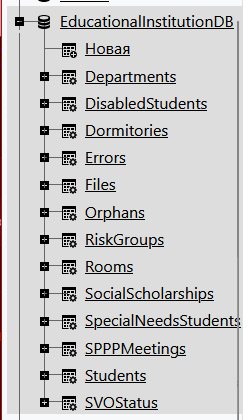 EducationalInstitutionDB
Новая
Departments
DisabledStudents
Dormitories
Errors
Files
Orphans
RiskGroups
Rooms
SocialScholarships
SpecialNeedsStudents
SPPPMeetings
Students
SVOStatus